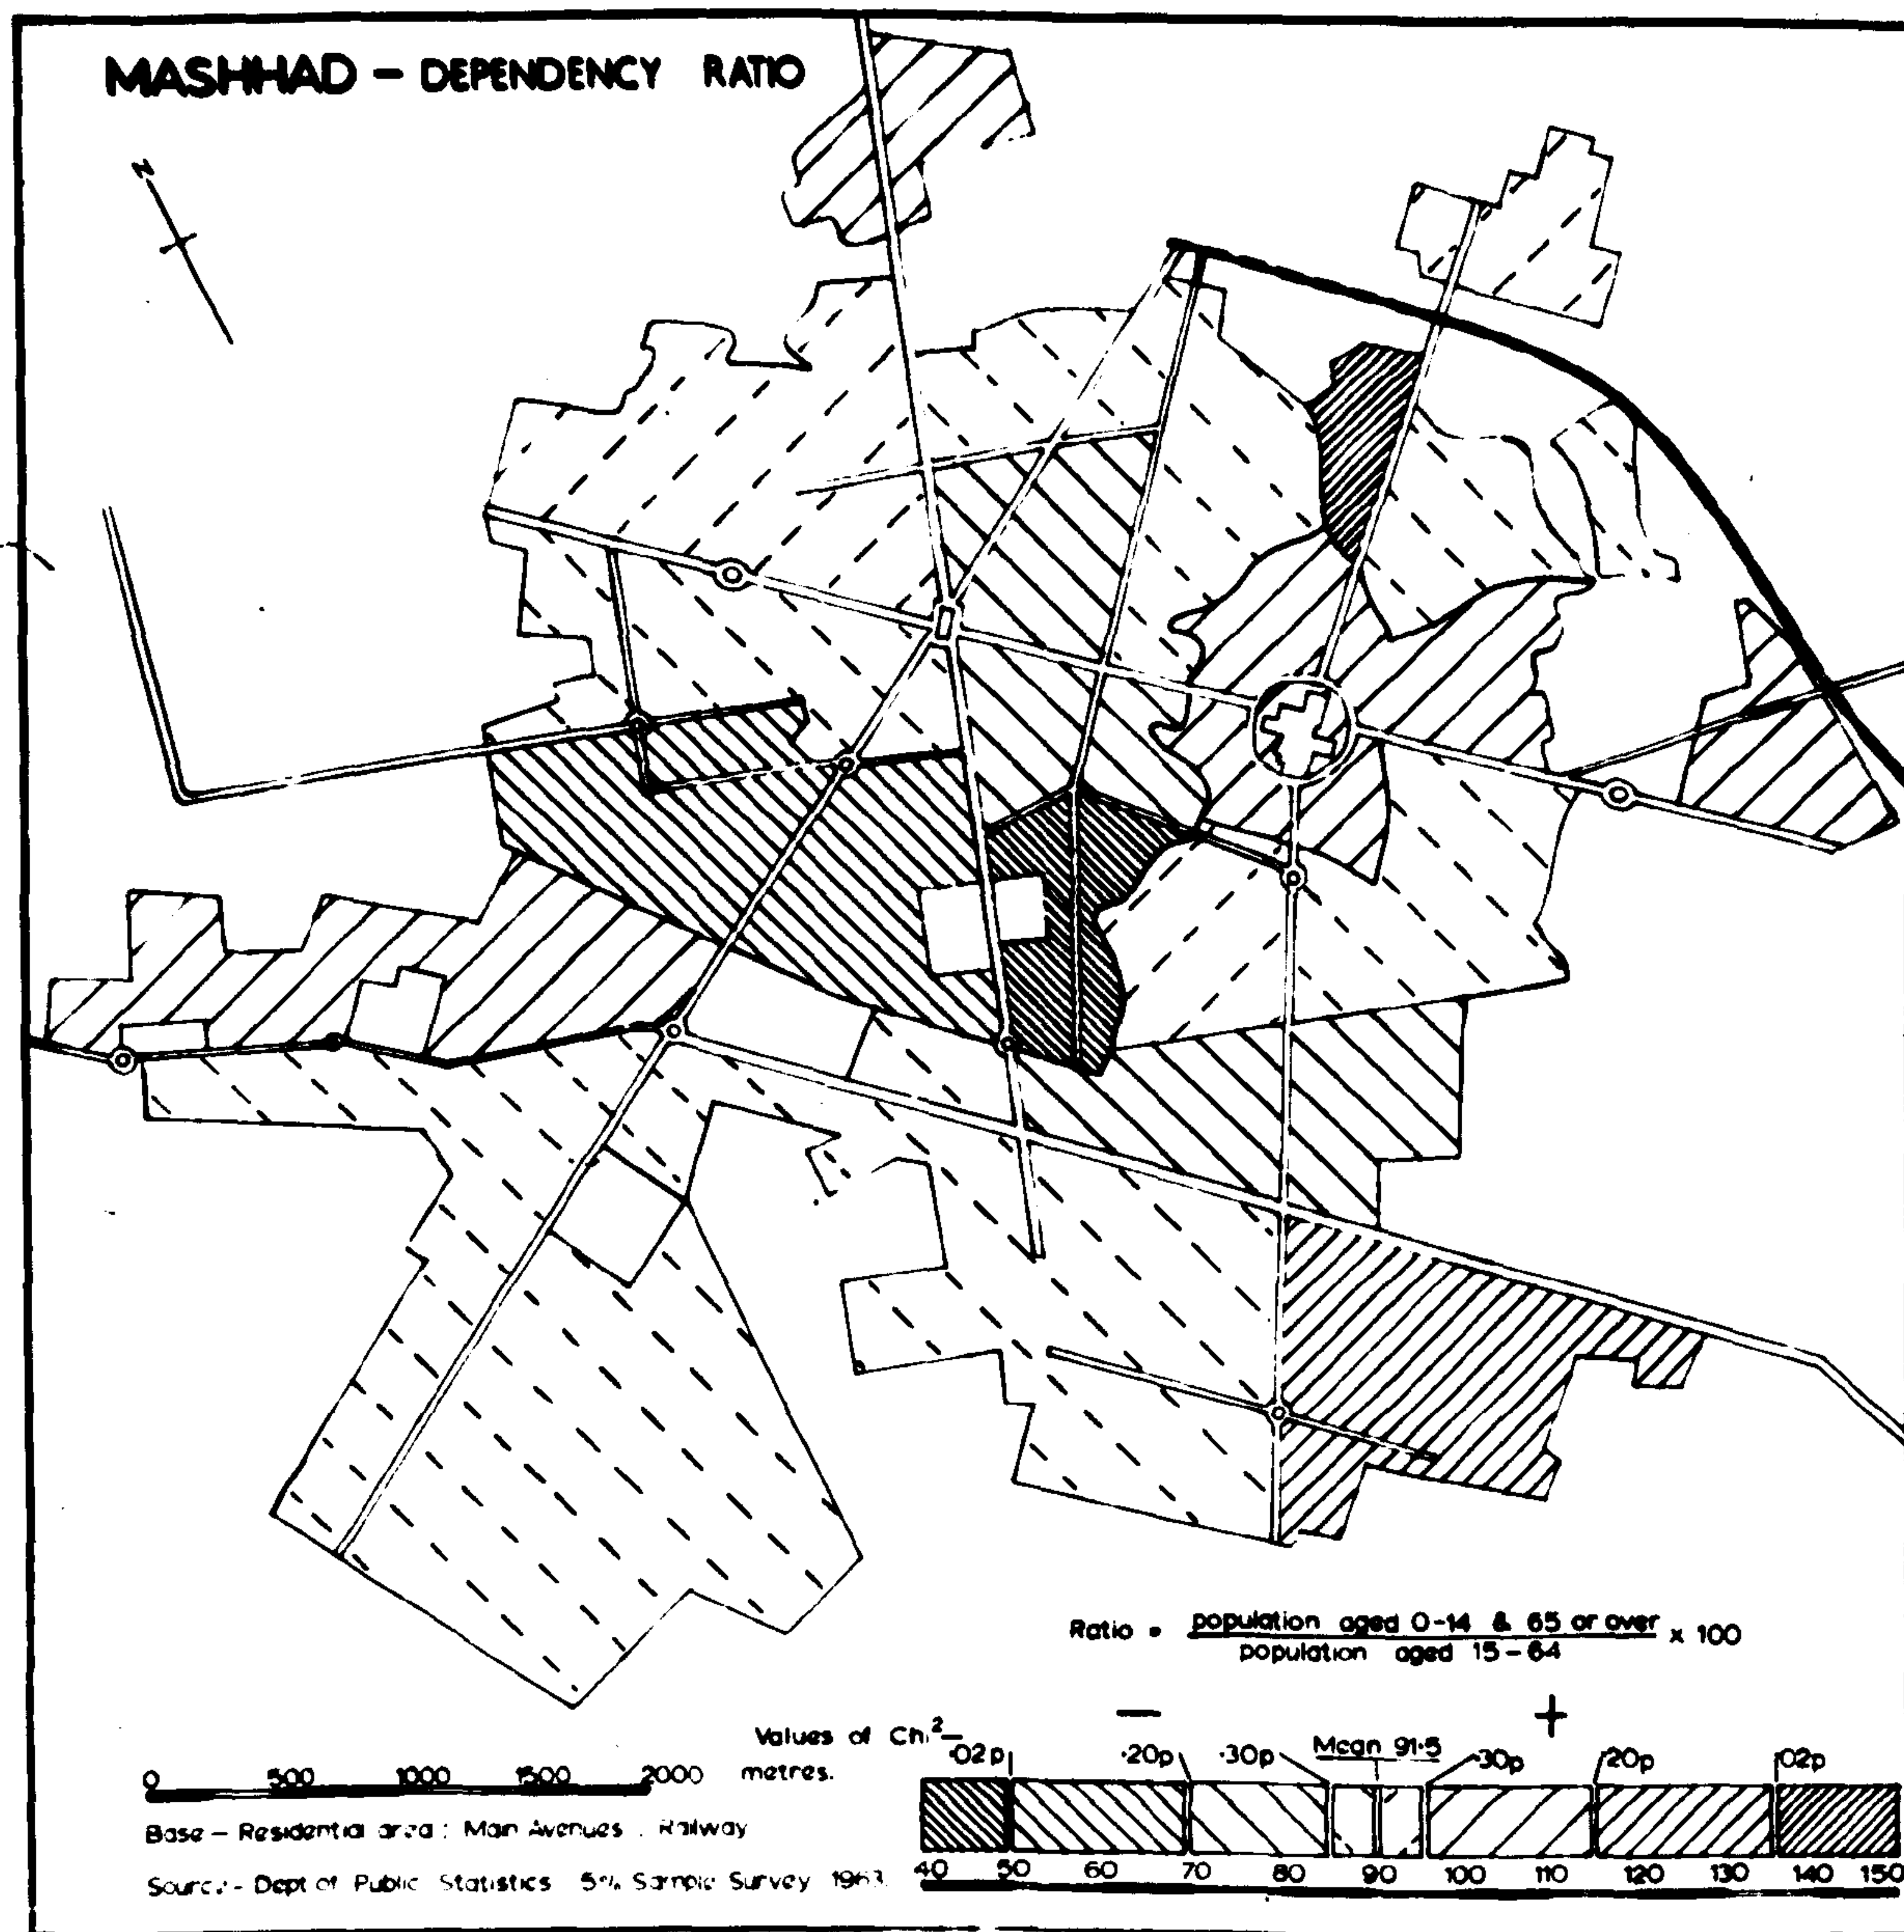 MASHHAD - DEPENDENCY RATIO
N
Ratio = population aged 0-14 & 65 or over x 100
population aged 15-64
Values of Chi²
— +
·02p ·20p ·30p Mean 91·5 ·30p ·20p ·02p
0 500 1000 1500 2000 metres.
Base - Residential area; Main Avenues. Railway
40 50 60 70 80 90 100 110 120 130 140 150
Source:- Dept of Public Statistics 5% Sample Survey